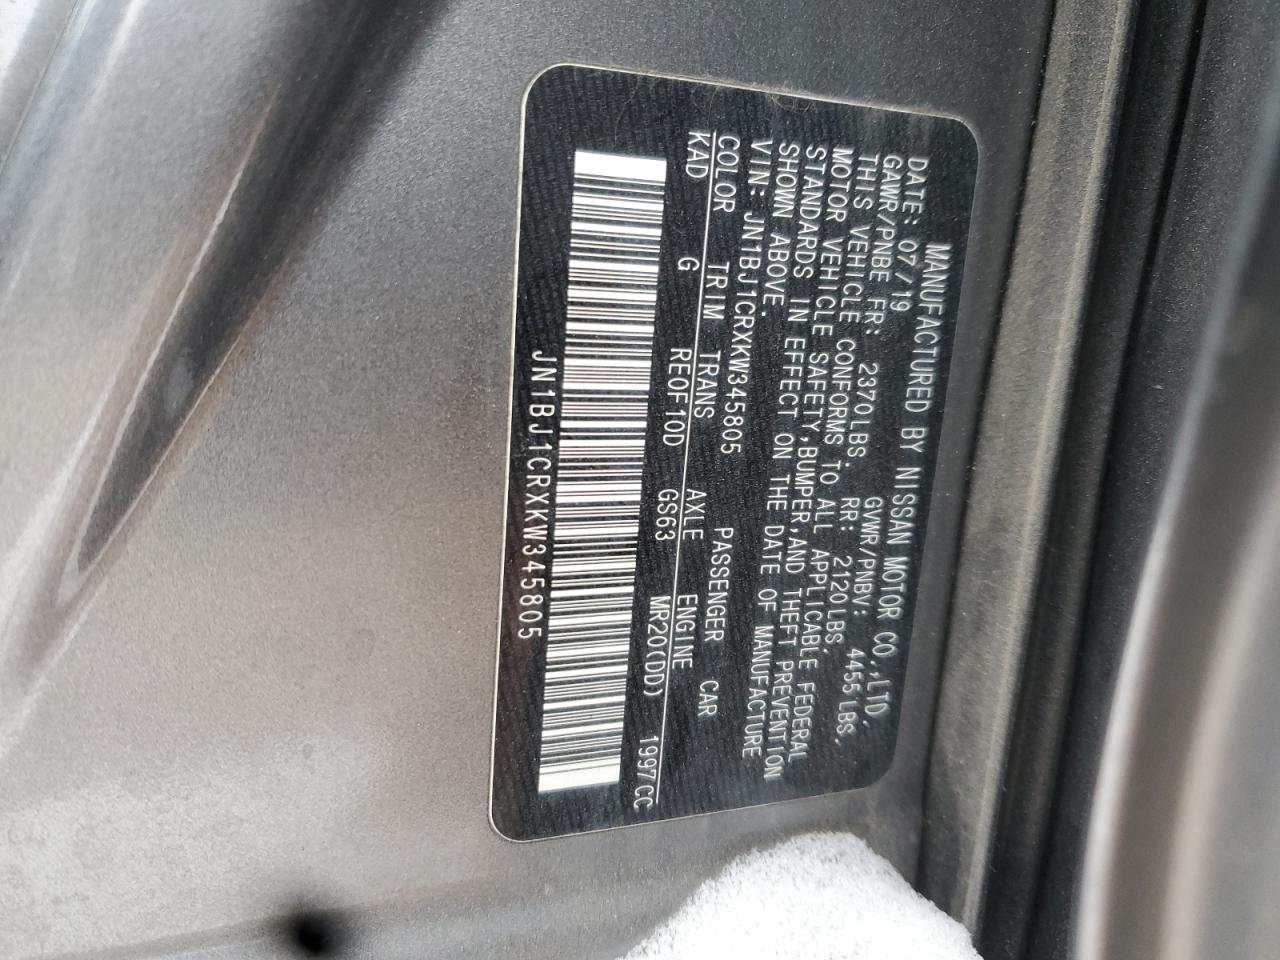 MANUFACTURED BY NISSAN MOTOR CO.,LTD.
DATE: 07/19 GVWR/PNBV: 4455LBS.
GAWR/PNBE FR: 2370LBS. RR: 2120LBS.
THIS VEHICLE CONFORMS TO ALL APPLICABLE FEDERAL
MOTOR VEHICLE SAFETY,BUMPER,AND THEFT PREVENTION
STANDARDS IN EFFECT ON THE DATE OF MANUFACTURE
SHOWN ABOVE.
VIN: JN1BJ1CRXKW345805 PASSENGER CAR
COLOR TRIM TRANS AXLE ENGINE
KAD G RE0F10D GS63 MR20(DD) 1997CC
JN1BJ1CRXKW345805